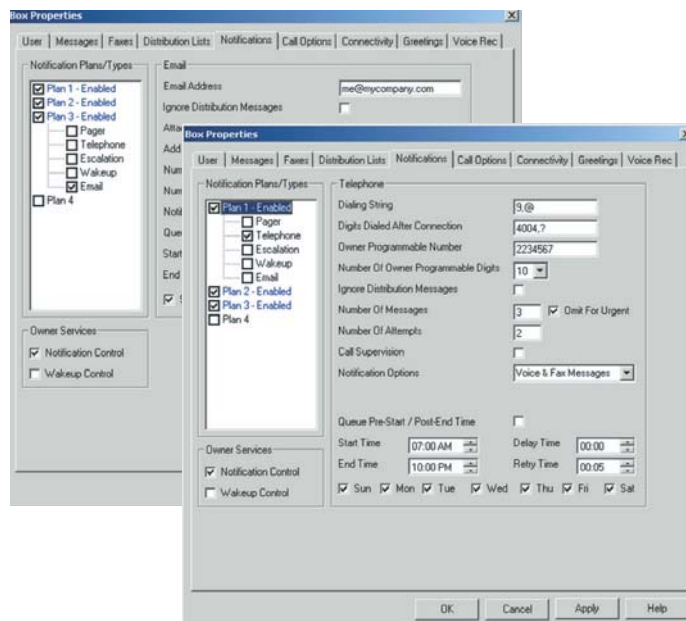 Box Properties
User Messages Faxes Distribution Lists Notifications Call Options Connectivity Greetings Voice Rec
Notification Plans/Types
Plan 1 - Enabled
Plan 2 - Enabled
Plan 3 - Enabled
Pager
Telephone
Escalation
Wakeup
Email
Plan 4
Owner Services
Notification Control
Wakeup Control
Email
Email Address me@mycompany.com
Ignore Distribution Messages
Add
Num
Num
Noti
Que
Start
End
Box Properties
User Messages Faxes Distribution Lists Notifications Call Options Connectivity Greetings Voice Rec
Notification Plans/Types
Plan 1 - Enabled
Pager
Telephone
Escalation
Wakeup
Email
Plan 2 - Enabled
Plan 3 - Enabled
Plan 4
Owner Services
Notification Control
Wakeup Control
Telephone
Dialing String 9,@
Digits Dialed After Connection 4004,?
Owner Programmable Number 2234567
Number Of Owner Programmable Digits 10
Ignore Distribution Messages
Number Of Messages 3 Omit For Urgent
Number Of Attempts 2
Call Supervision
Notification Options Voice & Fax Messages
Queue Pre-Start / Post-End Time
Start Time 07:00 AM Delay Time 00:00
End Time 10:00 PM Retry Time 00:05
Sun Mon Tue Wed Thu Fri Sat
OK Cancel Apply Help